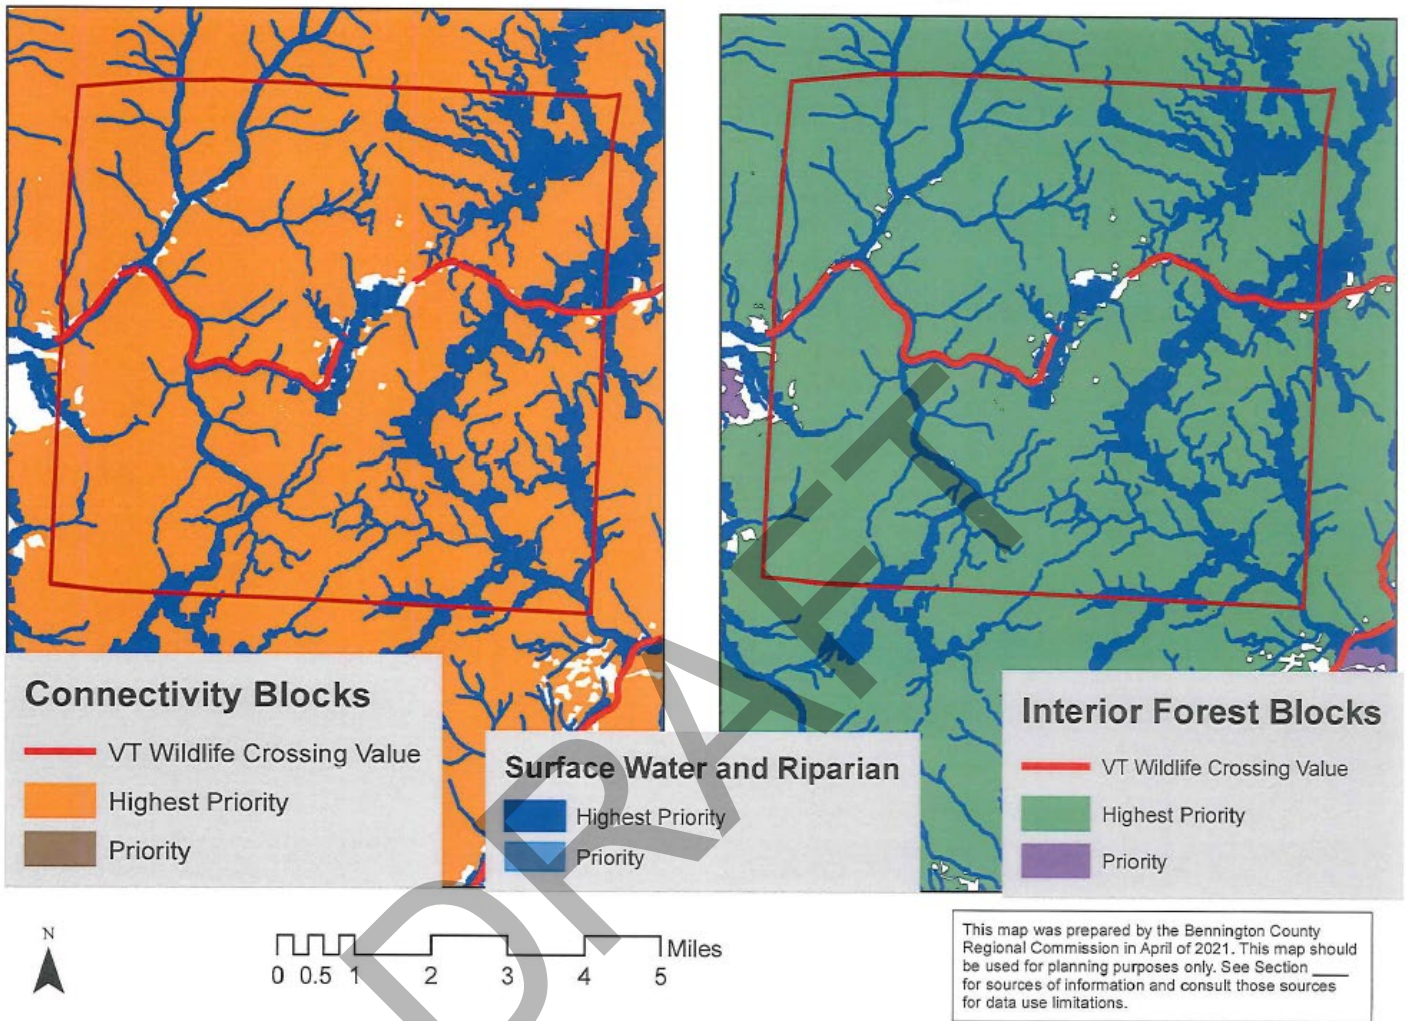 Connectivity Blocks
VT Wildlife Crossing Value
Highest Priority
Priority
Surface Water and Riparian
Highest Priority
Priority
Interior Forest Blocks
VT Wildlife Crossing Value
Highest Priority
Priority
N
0 0.5 1 2 3 4 5
Miles
This map was prepared by the Bennington County
Regional Commission in April of 2021. This map should
be used for planning purposes only. See Section ____
for sources of information and consult those sources
for data use limitations.
DRAFT